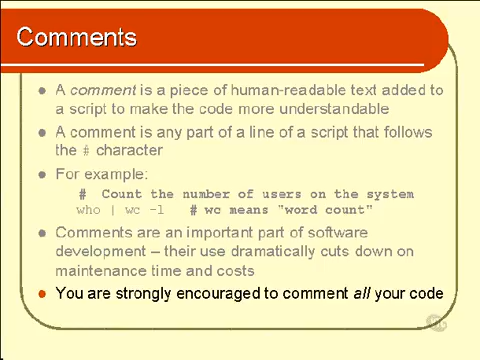 Comments
A comment is a piece of human-readable text added to
a script to make the code more understandable
A comment is any part of a line of a script that follows
the # character
For example:
# Count the number of users on the system
who | wc -l # wc means "word count"
Comments are an important part of software
development – their use dramatically cuts down on
maintenance time and costs
You are strongly encouraged to comment all your code